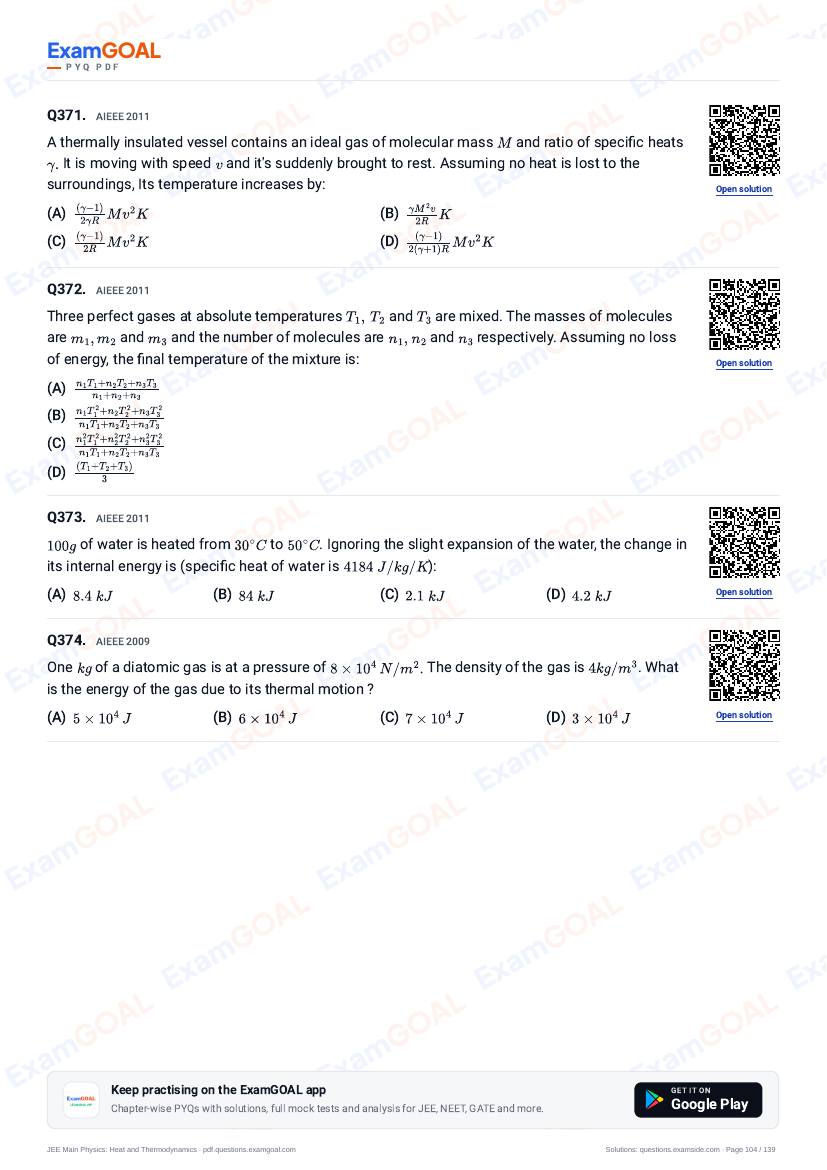 ExamGOAL
PYQ PDF
Q371. AIEEE 2011
A thermally insulated vessel contains an ideal gas of molecular mass M and ratio of specific heats
γ. It is moving with speed v and it's suddenly brought to rest. Assuming no heat is lost to the
surroundings, Its temperature increases by:
Open solution
(A) \frac{(γ−1)}{2γR} Mv²K (B) \frac{γM²v}{2R} K
(C) \frac{(γ−1)}{2R} Mv²K (D) \frac{(γ−1)}{2(γ+1)R} Mv²K
Q372. AIEEE 2011
Three perfect gases at absolute temperatures T₁, T₂ and T₃ are mixed. The masses of molecules
are m₁, m₂ and m₃ and the number of molecules are n₁, n₂ and n₃ respectively. Assuming no loss
of energy, the final temperature of the mixture is:
Open solution
(A) \frac{n₁T₁+n₂T₂+n₃T₃}{n₁+n₂+n₃}
(B) \frac{n₁T₁²+n₂T₂²+n₃T₃²}{n₁T₁+n₂T₂+n₃T₃}
(C) \frac{n₁²T₁²+n₂²T₂²+n₃²T₃²}{n₁T₁+n₂T₂+n₃T₃}
(D) \frac{(T₁+T₂+T₃)}{3}
Q373. AIEEE 2011
100g of water is heated from 30°C to 50°C. Ignoring the slight expansion of the water, the change in
its internal energy is (specific heat of water is 4184 J/kg/K):
Open solution
(A) 8.4 kJ (B) 84 kJ (C) 2.1 kJ (D) 4.2 kJ
Q374. AIEEE 2009
One kg of a diatomic gas is at a pressure of 8 × 10⁴ N/m². The density of the gas is 4kg/m³. What
is the energy of the gas due to its thermal motion ?
Open solution
(A) 5 × 10⁴ J (B) 6 × 10⁴ J (C) 7 × 10⁴ J (D) 3 × 10⁴ J
ExamGOAL
Keep practising on the ExamGOAL app
Chapter-wise PYQs with solutions, full mock tests and analysis for JEE, NEET, GATE and more.
GET IT ON
Google Play
JEE Main Physics: Heat and Thermodynamics · pdf.questions.examgoal.com
Solutions: questions.examside.com · Page 104 / 139